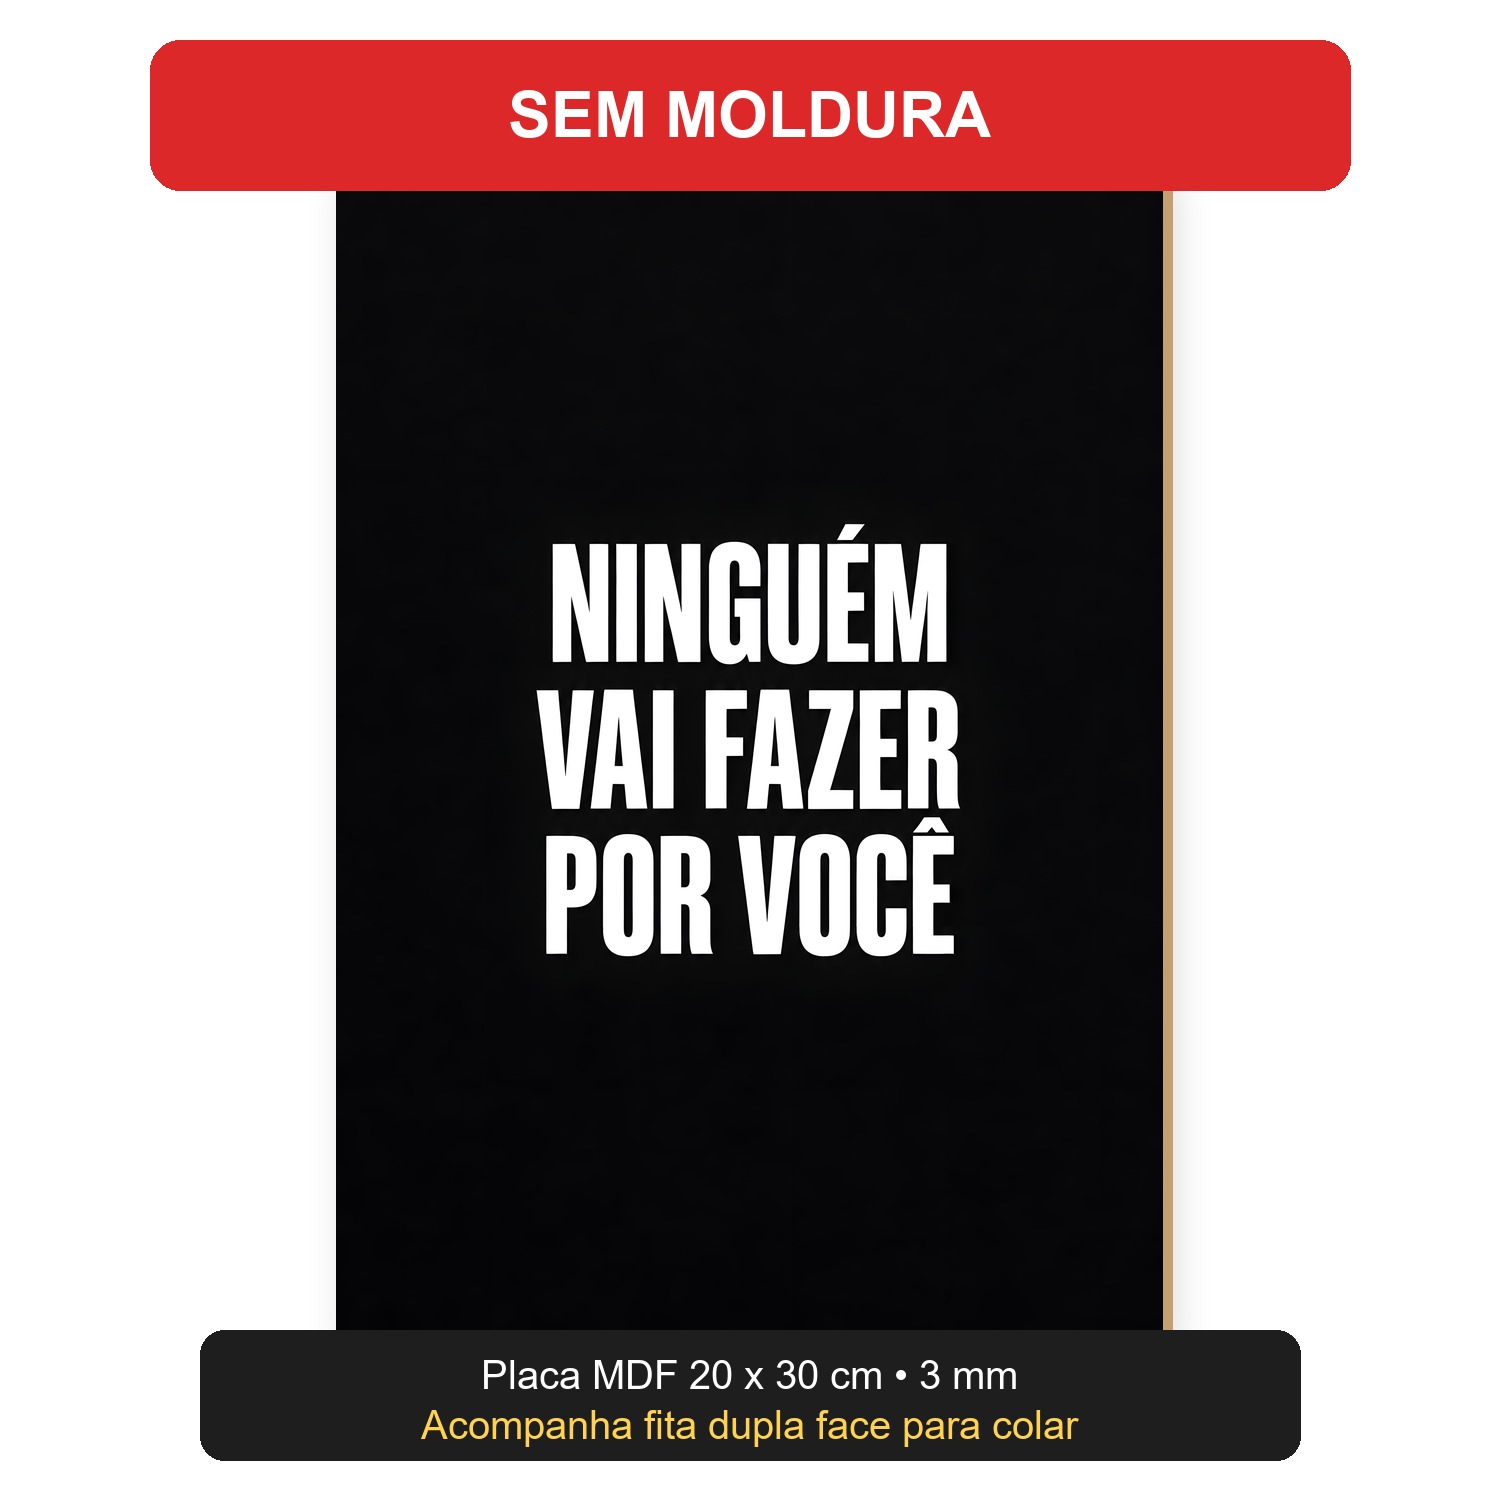 SEM MOLDURA
NINGUÉM
VAI FAZER
POR VOCÊ
Placa MDF 20 x 30 cm • 3 mm
Acompanha fita dupla face para colar